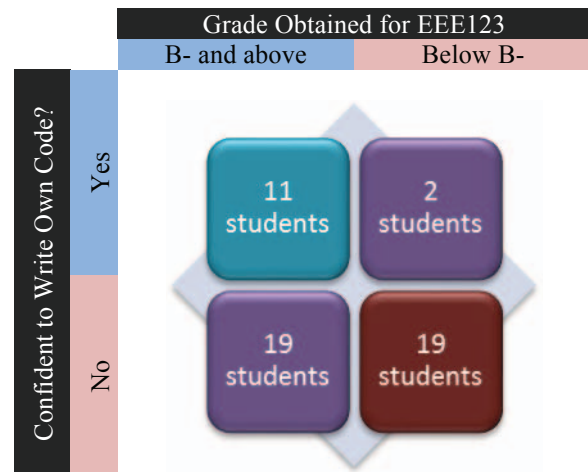 Grade Obtained for EEE123
B- and above
Below B-
Confident to Write Own Code?
Yes
11
students
2
students
No
19
students
19
students